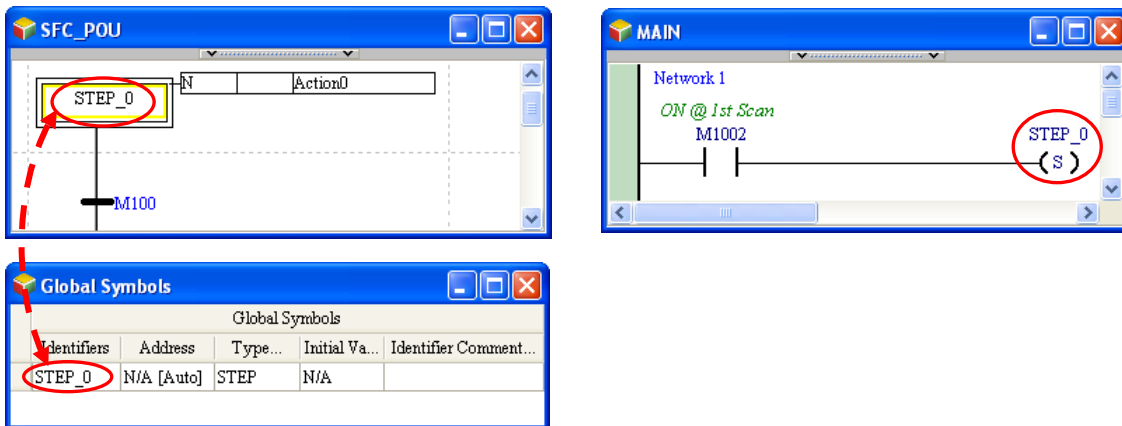 SFC_POU
STEP_0
N Action0
M100
MAIN
Network 1
ON @ 1st Scan
M1002
STEP_0
S
Global Symbols
Global Symbols
Identifiers Address Type... Initial Va... Identifier Comment...
STEP_0 N/A [Auto] STEP N/A